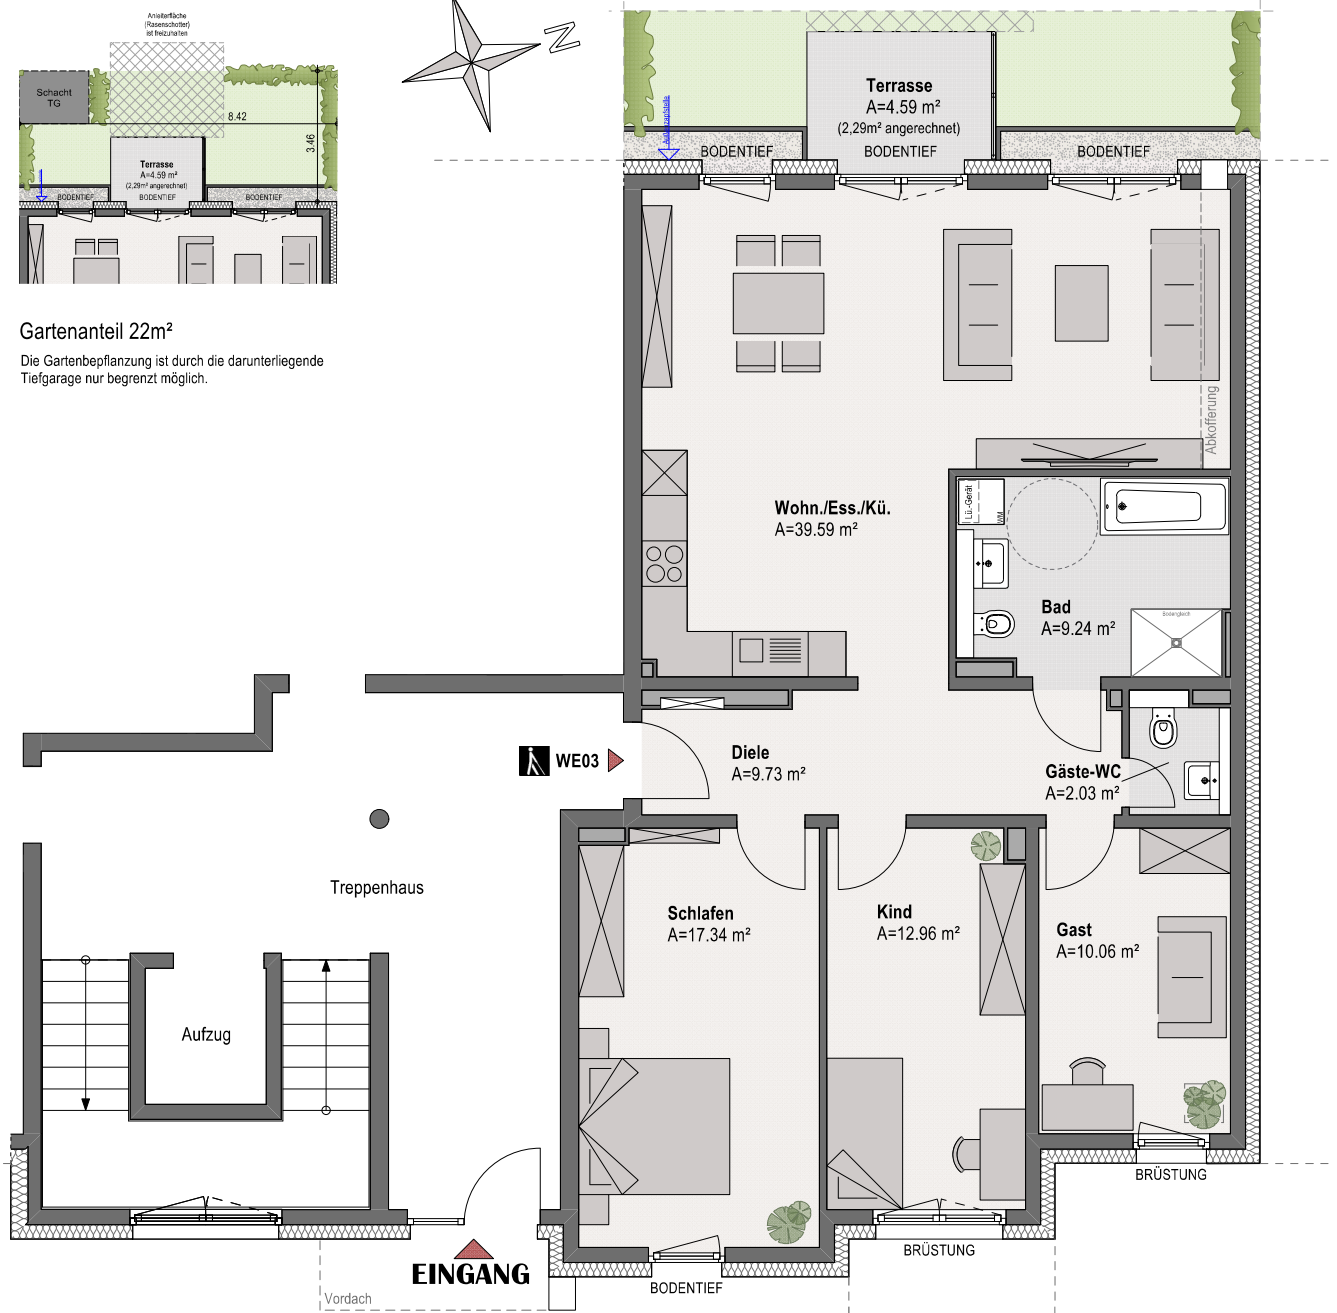 Anleiterfläche
(Rasenschotter)
ist freizuhalten
Schacht
TG
8.42
3.46
Terrasse
A=4.59 m²
(2,29m² angerechnet)
BODENTIEF
BODENTIEF
BODENTIEF
Gartenanteil 22m²
Die Gartenbepflanzung ist durch die darunterliegende
Tiefgarage nur begrenzt möglich.
N
Terrasse
A=4.59 m²
(2,29m² angerechnet)
BODENTIEF
BODENTIEF
BODENTIEF
Abkofferung
Wohn./Ess./Kü.
A=39.59 m²
Lü.-Gerät
WM
Bad
A=9.24 m²
Bodengleich
WE03
Diele
A=9.73 m²
Gäste-WC
A=2.03 m²
Treppenhaus
Aufzug
Schlafen
A=17.34 m²
Kind
A=12.96 m²
Gast
A=10.06 m²
BRÜSTUNG
BRÜSTUNG
BODENTIEF
EINGANG
Vordach